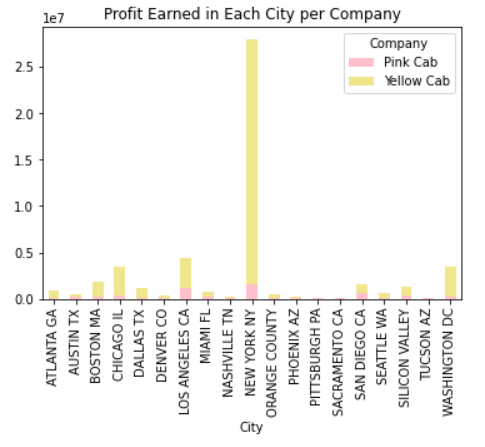 Profit Earned in Each City per Company
1e7
Company
Pink Cab
Yellow Cab
2.5
2.0
1.5
1.0
0.5
0.0
ATLANTA GA
AUSTIN TX
BOSTON MA
CHICAGO IL
DALLAS TX
DENVER CO
LOS ANGELES CA
MIAMI FL
NASHVILLE TN
NEW YORK NY
ORANGE COUNTY
PHOENIX AZ
PITTSBURGH PA
SACRAMENTO CA
SAN DIEGO CA
SEATTLE WA
SILICON VALLEY
TUCSON AZ
WASHINGTON DC
City